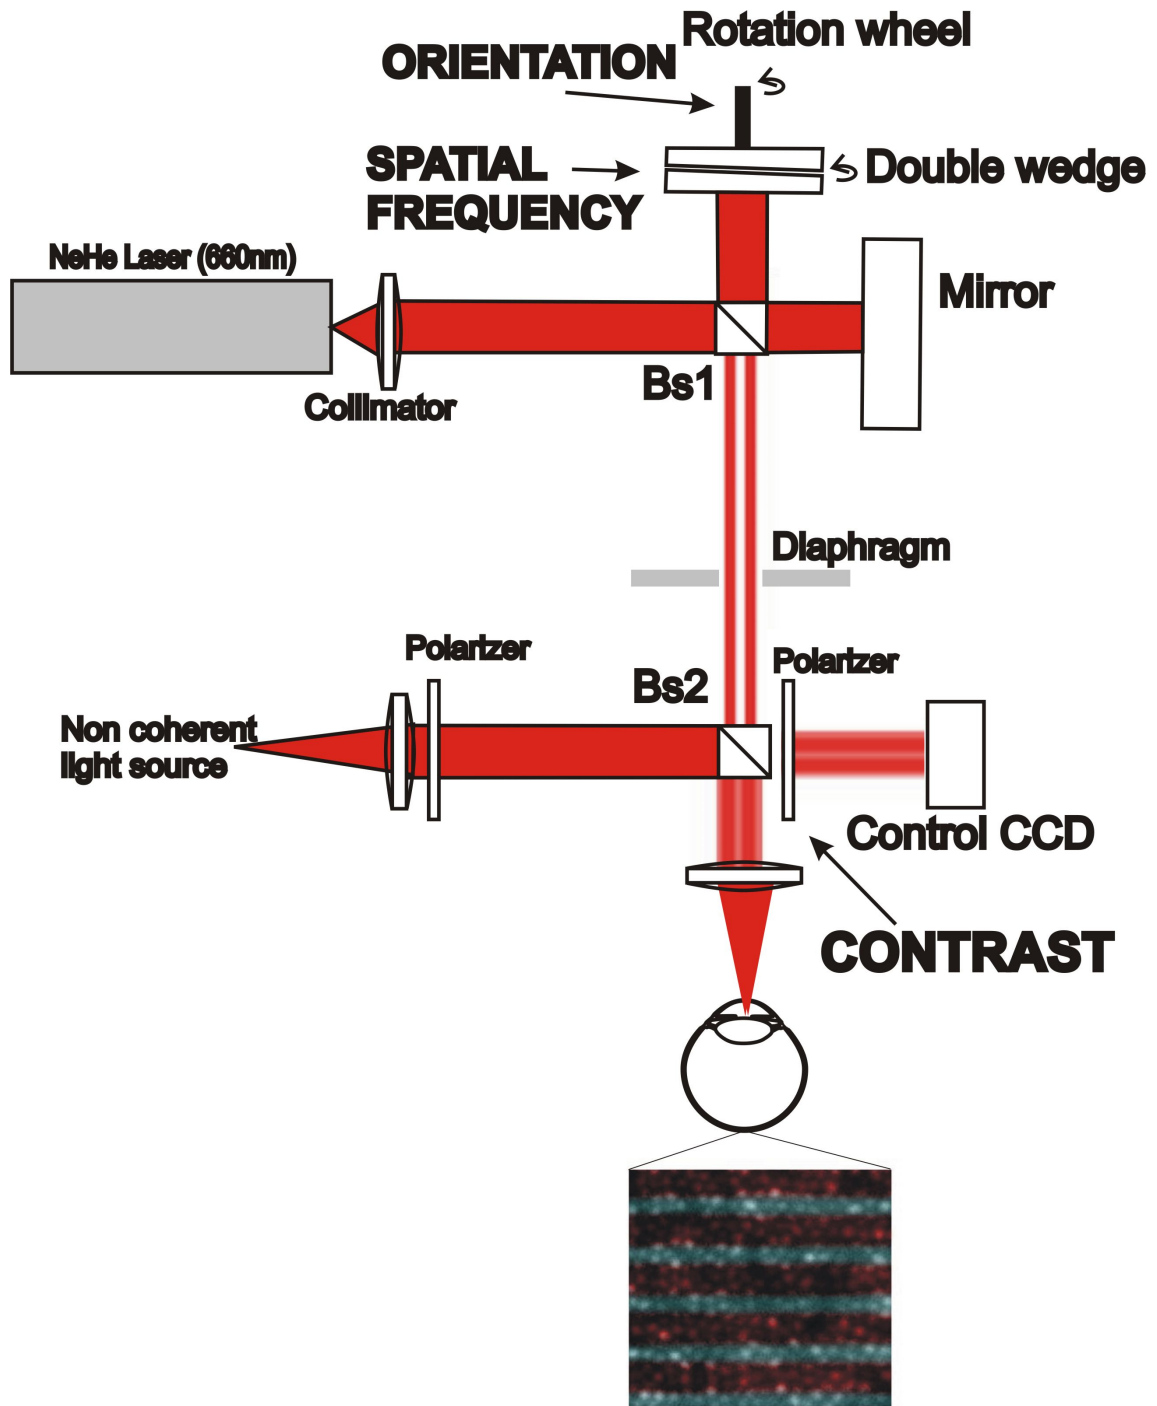 Rotation wheel
ORIENTATION
SPATIAL
FREQUENCY
Double wedge
NeHe Laser (660nm)
Mirror
Collimator
Bs1
Diaphragm
Polarizer
Polarizer
Bs2
Non coherent
light source
Control CCD
CONTRAST